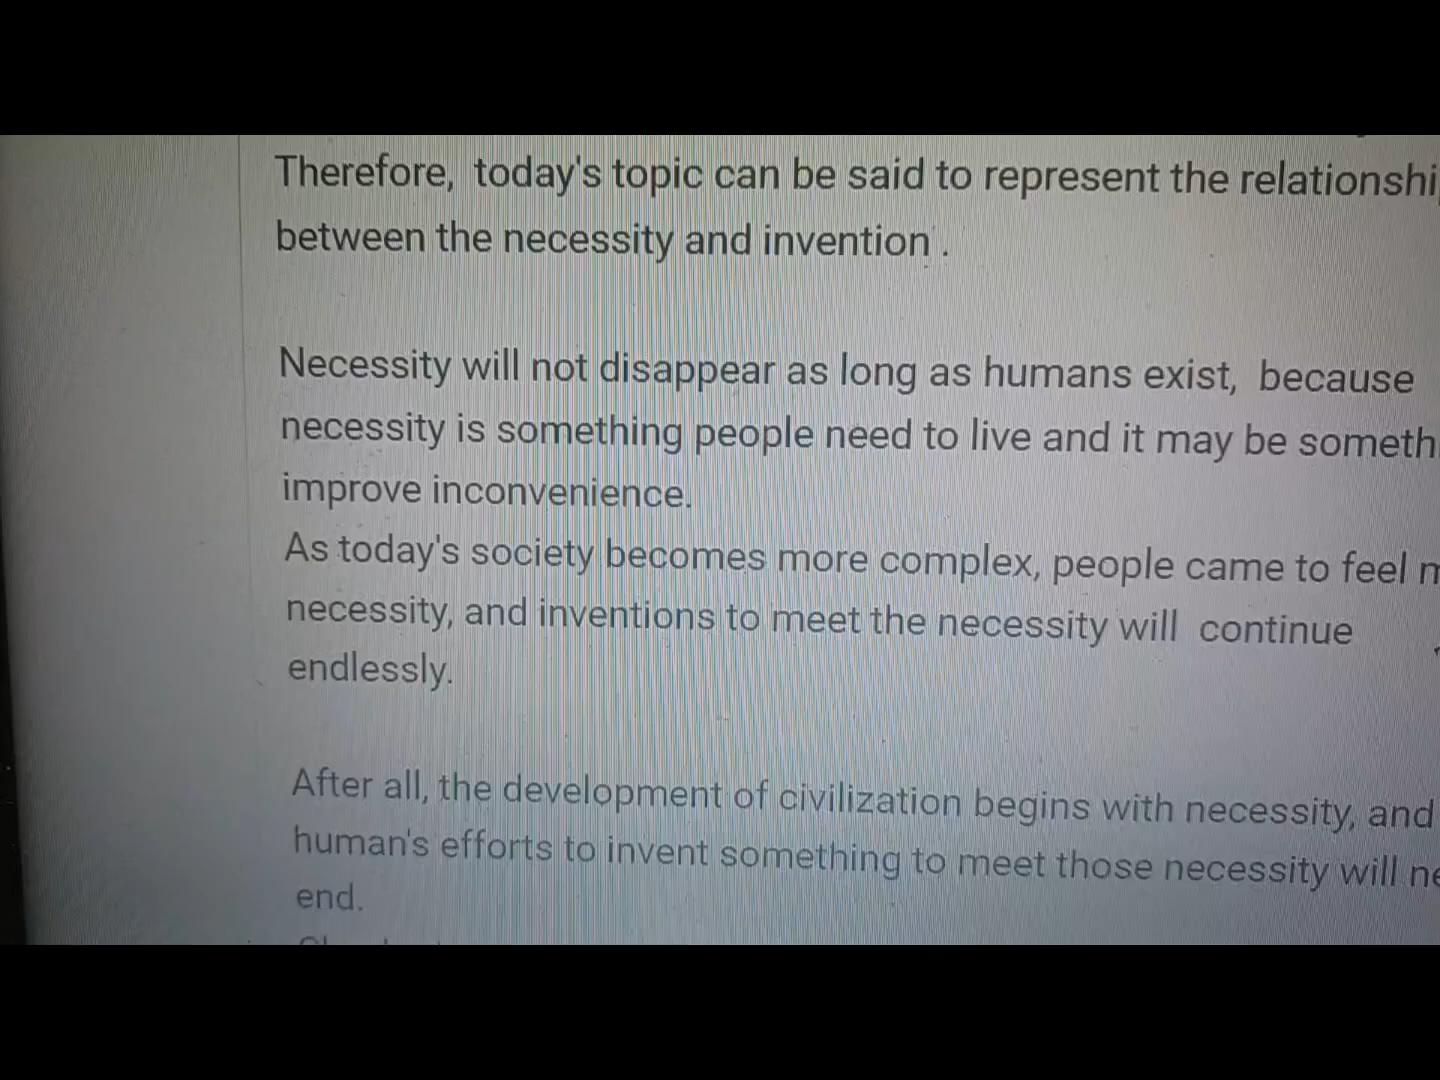 Therefore, today's topic can be said to represent the
between the necessity and invention .
Necessity will not disappear as long as humans exist, because
necessity is something people need to live and it may be
improve inconvenience.
As today's society becomes more complex, people came to feel
necessity, and inventions to meet the necessity will continue
endlessly.
After all, the development of civilization begins with necessity, and
human's efforts to invent something to meet those necessity will
end.